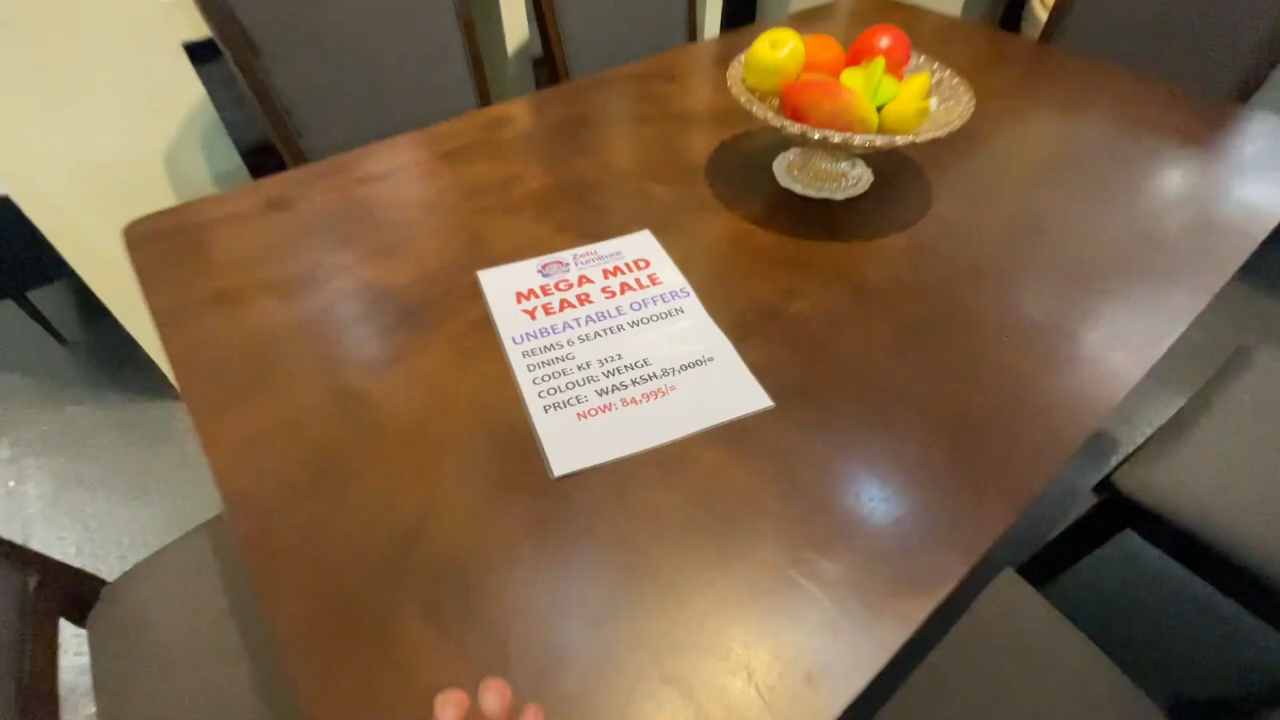 Zetu
Furniture
MEGA MID
YEAR SALE
UNBEATABLE OFFERS
REIMS 6 SEATER WOODEN
DINING
CODE: KF 3122
COLOUR: WENGE
PRICE: WAS KSH.87,000/=
NOW: 84,995/=